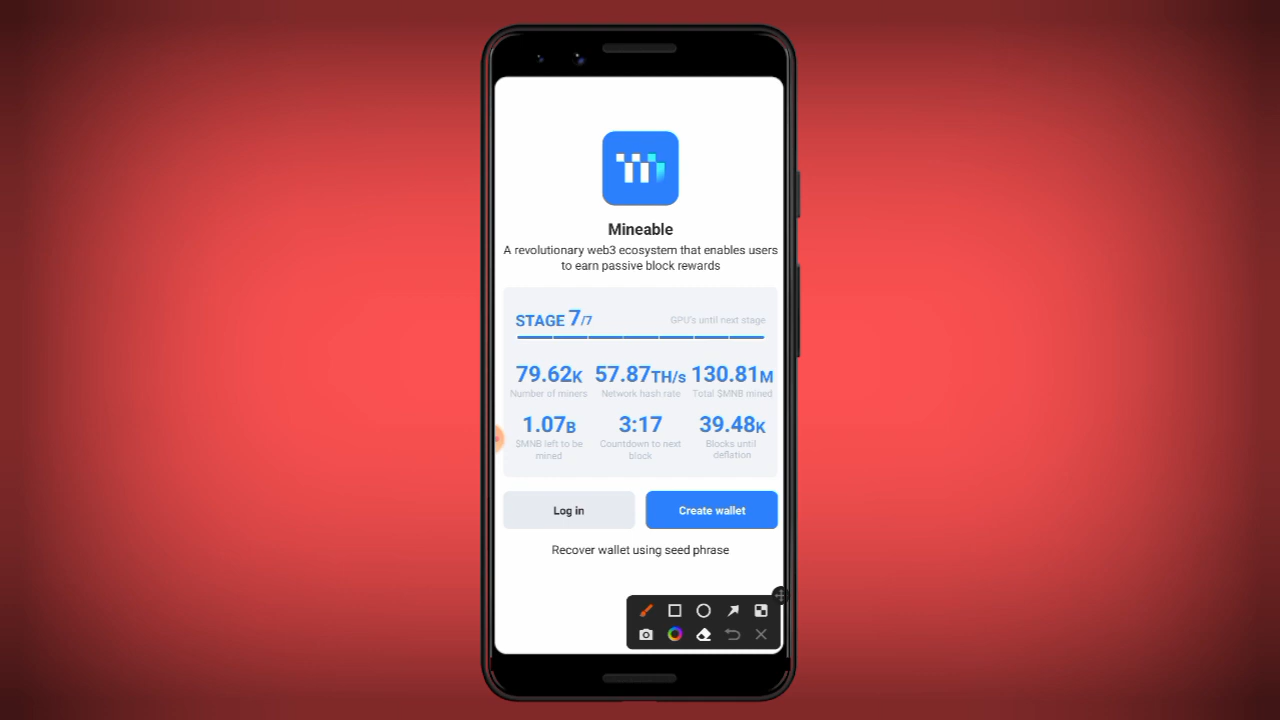 Mineable
A revolutionary web3 ecosystem that enables users
to earn passive block rewards
STAGE 7/7
GPU's until next stage
79.62K
Number of miners
57.87TH/s
Network hash rate
130.81M
Total $MNB mined
1.07B
$MNB left to be
mined
3:17
Countdown to next
block
39.48K
Blocks until
deflation
Log in
Create wallet
Recover wallet using seed phrase